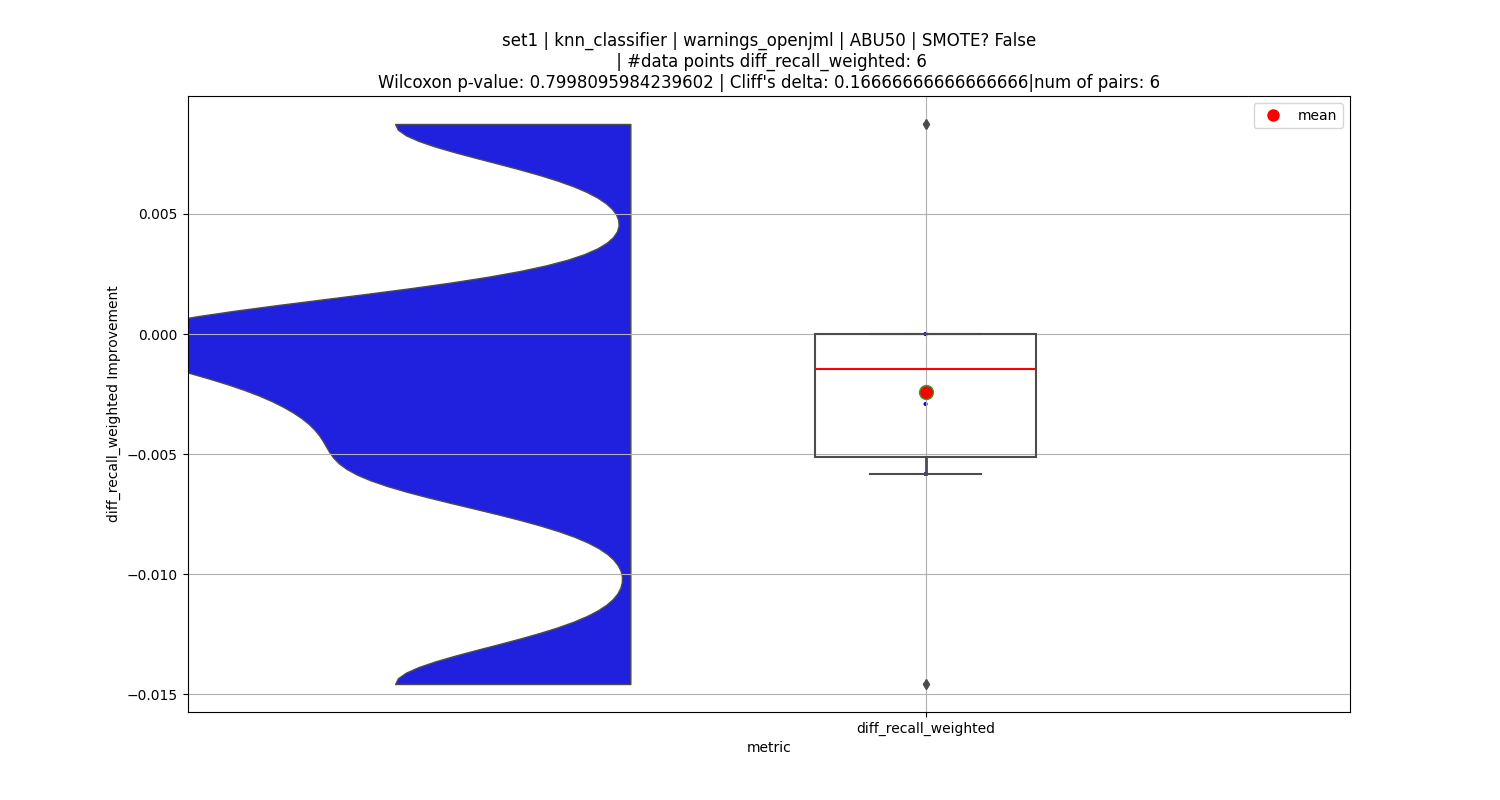 set1 | knn_classifier | warnings_openjml | ABU50 | SMOTE? False
| #data points diff_recall_weighted: 6
Wilcoxon p-value: 0.7998095984239602 | Cliff's delta: 0.16666666666666666|num of pairs: 6
mean
0.005
0.000
−0.005
−0.010
−0.015
diff_recall_weighted Improvement
diff_recall_weighted
metric